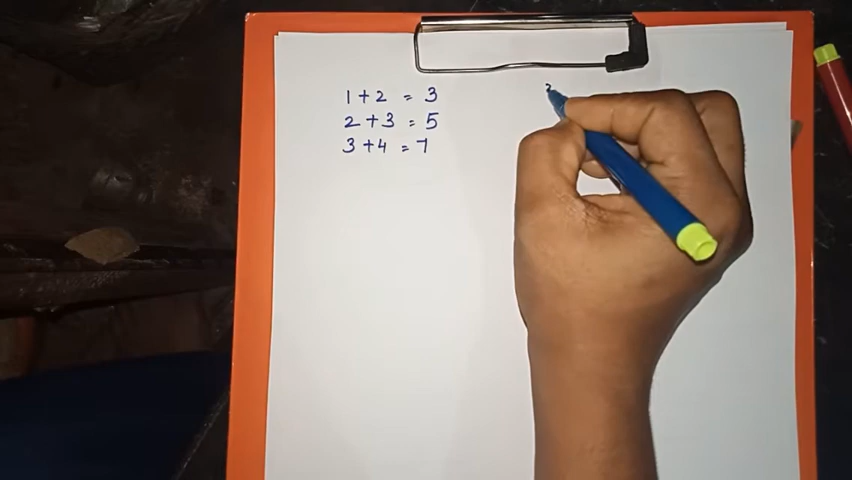 1+2 = 3
2+3 = 5
3+4 = 7